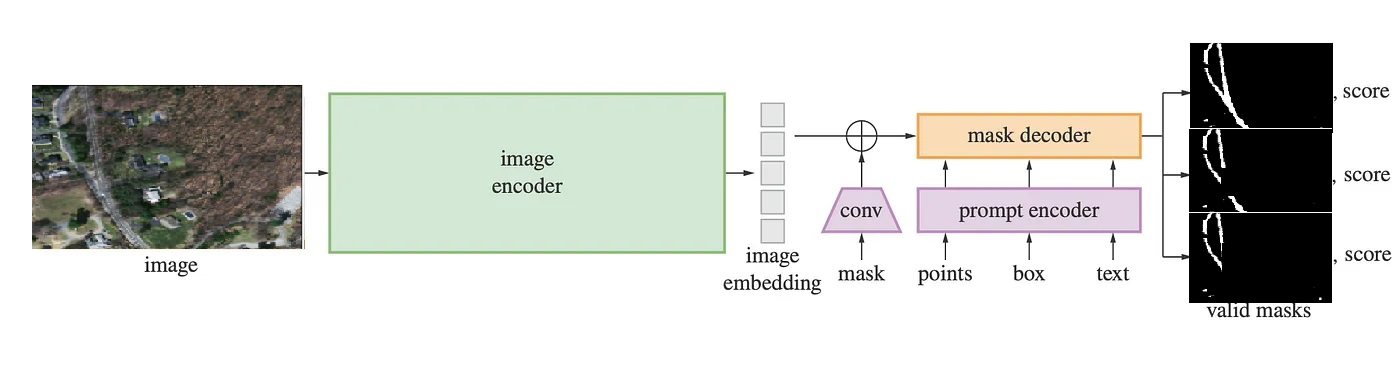 image
image
encoder
image
embedding
conv
mask
mask decoder
prompt encoder
points
box
text
, score
, score
, score
valid masks